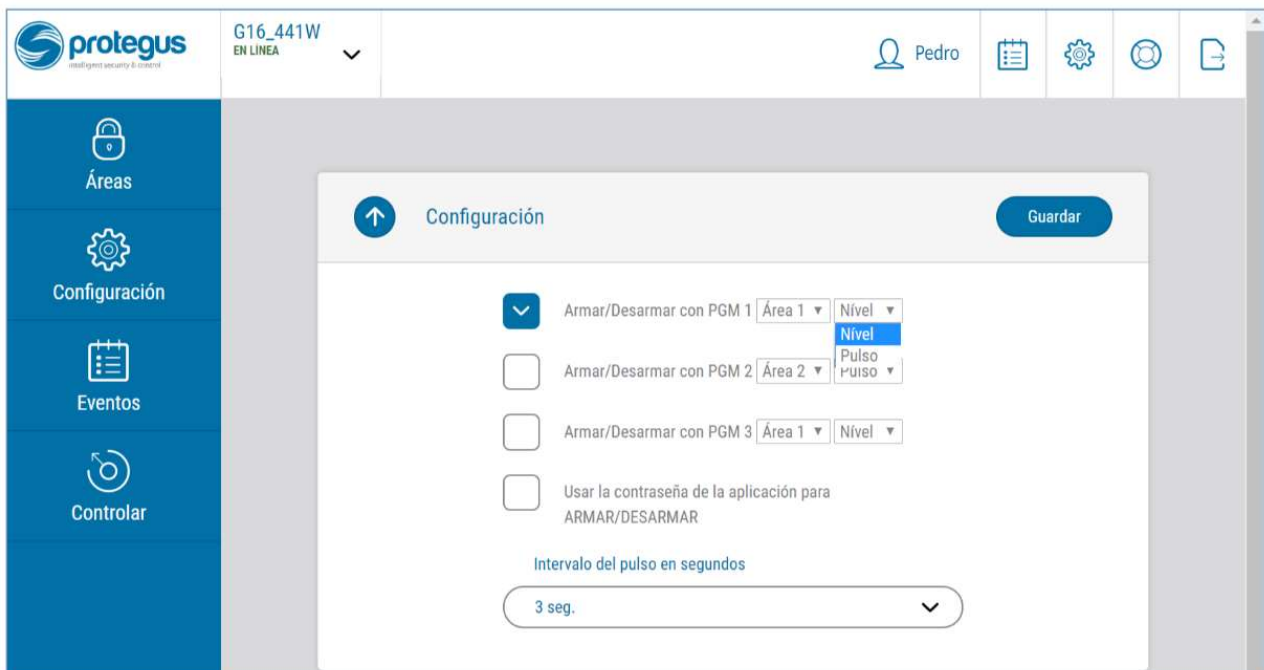 protegus
intelligent security & control
G16_441W
EN LÍNEA
Pedro
Áreas
Configuración
Eventos
Controlar
Configuración
Guardar
Armar/Desarmar con PGM 1 Área 1 Nível
Nível
Pulso
Armar/Desarmar con PGM 2 Área 2 Pulso
Armar/Desarmar con PGM 3 Área 1 Nível
Usar la contraseña de la aplicación para
ARMAR/DESARMAR
Intervalo del pulso en segundos
3 seg.